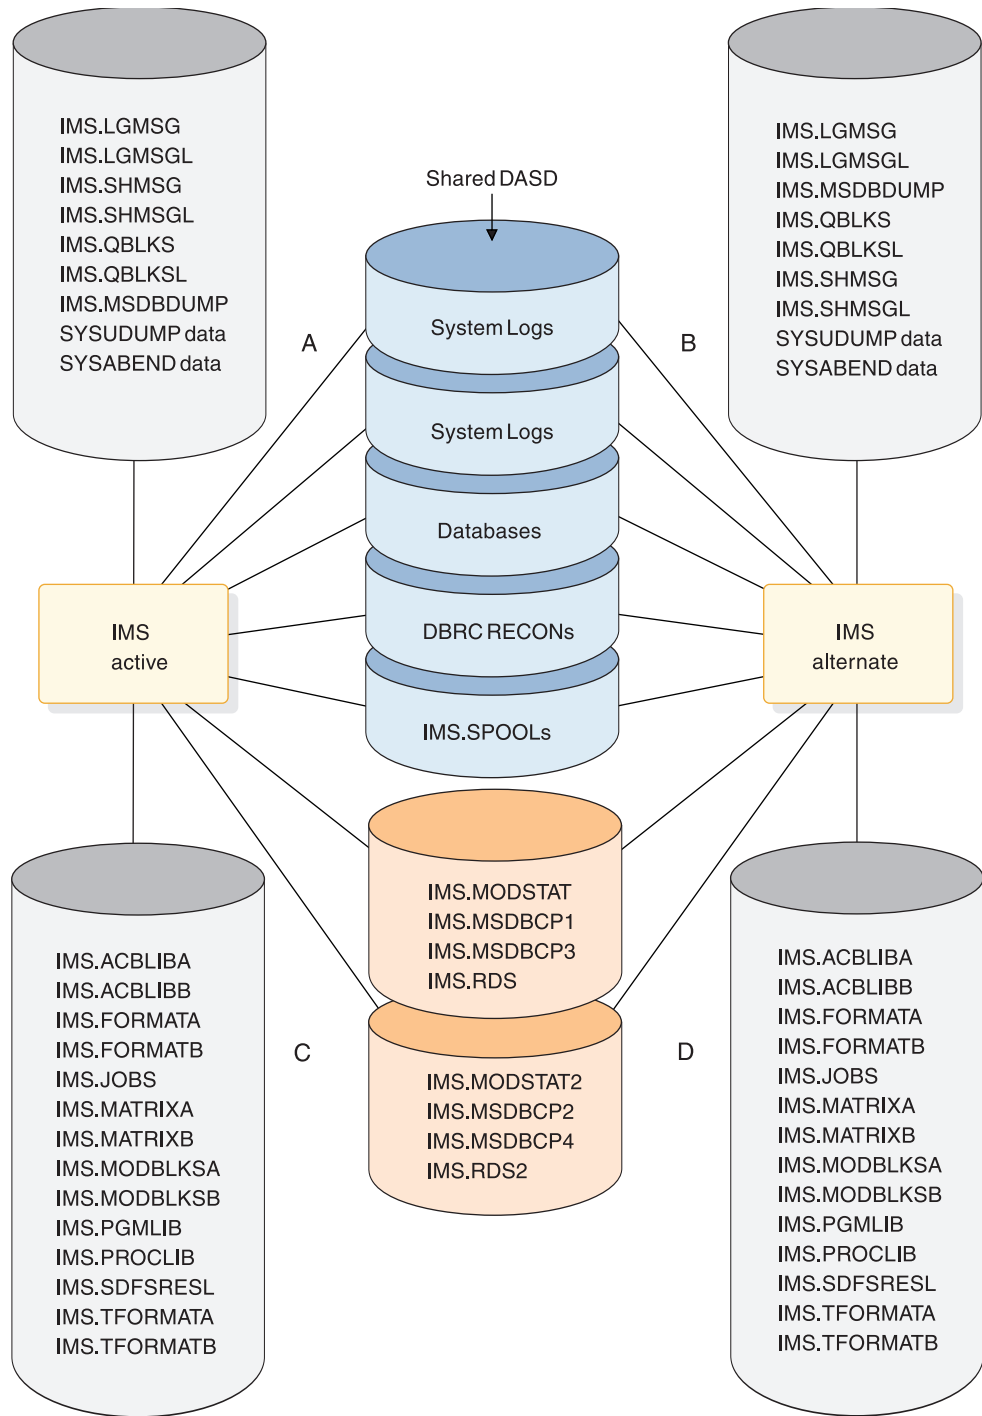 IMS.LGMSG
IMS.LGMSGL
IMS.SHMSG
IMS.SHMSGL
IMS.QBLKS
IMS.QBLKSL
IMS.MSDBDUMP
SYSUDUMP data
SYSABEND data
Shared DASD
System Logs
System Logs
Databases
DBRC RECONs
IMS.SPOOLs
A
B
IMS.LGMSG
IMS.LGMSGL
IMS.MSDBDUMP
IMS.QBLKS
IMS.QBLKSL
IMS.SHMSG
IMS.SHMSGL
SYSUDUMP data
SYSABEND data
IMS
active
IMS
alternate
IMS.MODSTAT
IMS.MSDBCP1
IMS.MSDBCP3
IMS.RDS
IMS.MODSTAT2
IMS.MSDBCP2
IMS.MSDBCP4
IMS.RDS2
C
D
IMS.ACBLIBA
IMS.ACBLIBB
IMS.FORMATA
IMS.FORMATB
IMS.JOBS
IMS.MATRIXA
IMS.MATRIXB
IMS.MODBLKSA
IMS.MODBLKSB
IMS.PGMLIB
IMS.PROCLIB
IMS.SDFSRESL
IMS.TFORMATA
IMS.TFORMATB
IMS.ACBLIBA
IMS.ACBLIBB
IMS.FORMATA
IMS.FORMATB
IMS.JOBS
IMS.MATRIXA
IMS.MATRIXB
IMS.MODBLKSA
IMS.MODBLKSB
IMS.PGMLIB
IMS.PROCLIB
IMS.SDFSRESL
IMS.TFORMATA
IMS.TFORMATB